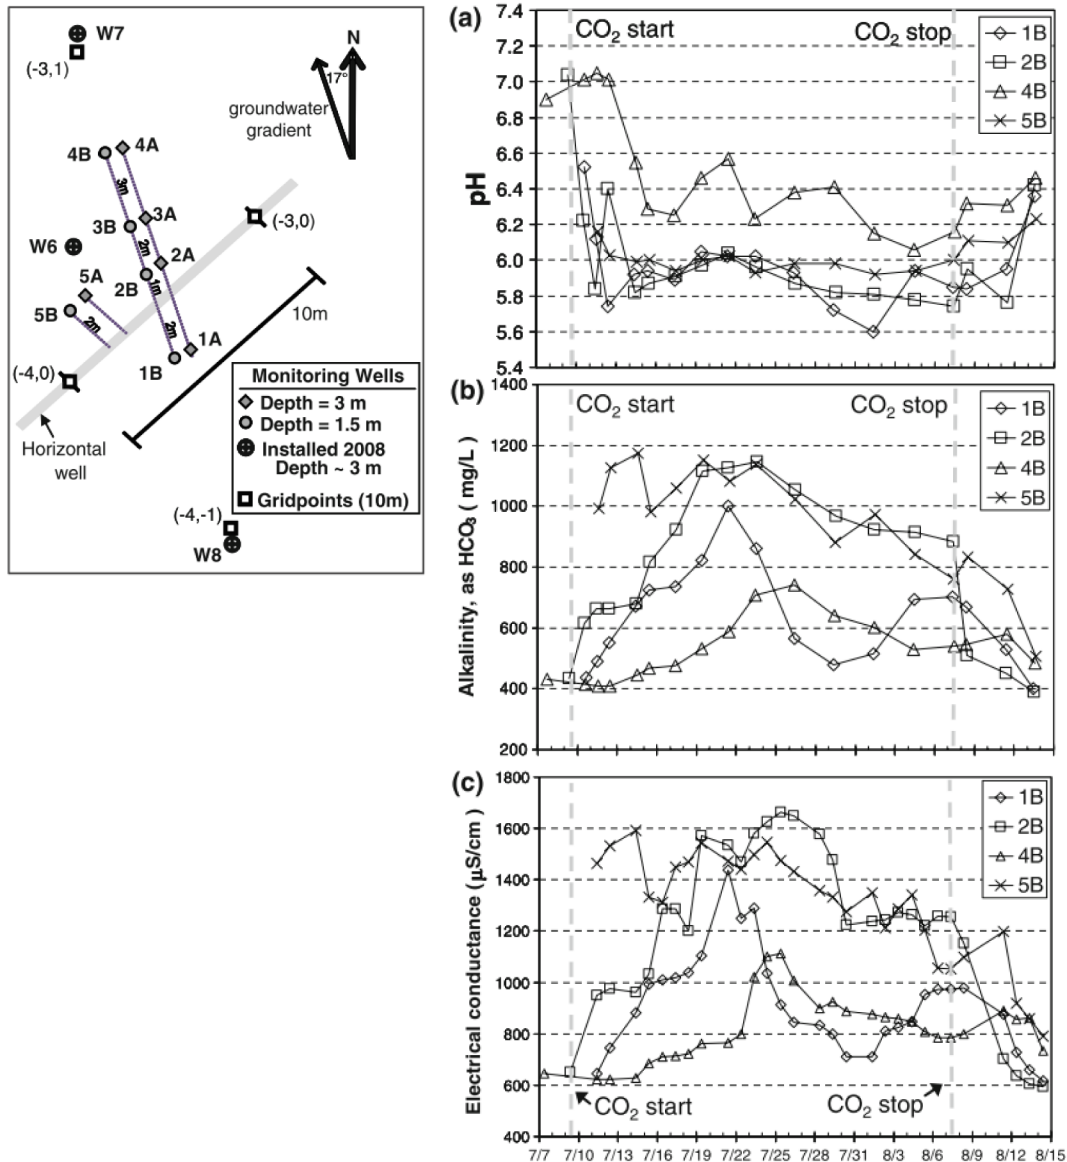 W7
(-3,1)
N
17°
groundwater
gradient
4B
4A
3m
3B
3A
(-3,0)
W6
2m
2A
5A
2B
1m
5B
2m
2m
10m
1A
1B
(-4,0)
Horizontal
well
Monitoring Wells
Depth = 3 m
Depth = 1.5 m
Installed 2008
Depth ~ 3 m
Gridpoints (10m)
(-4,-1)
W8
(a)
7.4
7.2
7.0
6.8
6.6
6.4
6.2
6.0
5.8
5.6
5.4
pH
CO2 start
CO2 stop
1B
2B
4B
5B
(b)
1400
1200
1000
800
600
400
200
Alkalinity, as HCO3 ( mg/L )
CO2 start
CO2 stop
1B
2B
4B
5B
(c)
1800
1600
1400
1200
1000
800
600
400
Electrical conductance (µS/cm )
1B
2B
4B
5B
CO2 start
CO2 stop
7/7 7/10 7/13 7/16 7/19 7/22 7/25 7/28 7/31 8/3 8/6 8/9 8/12 8/15